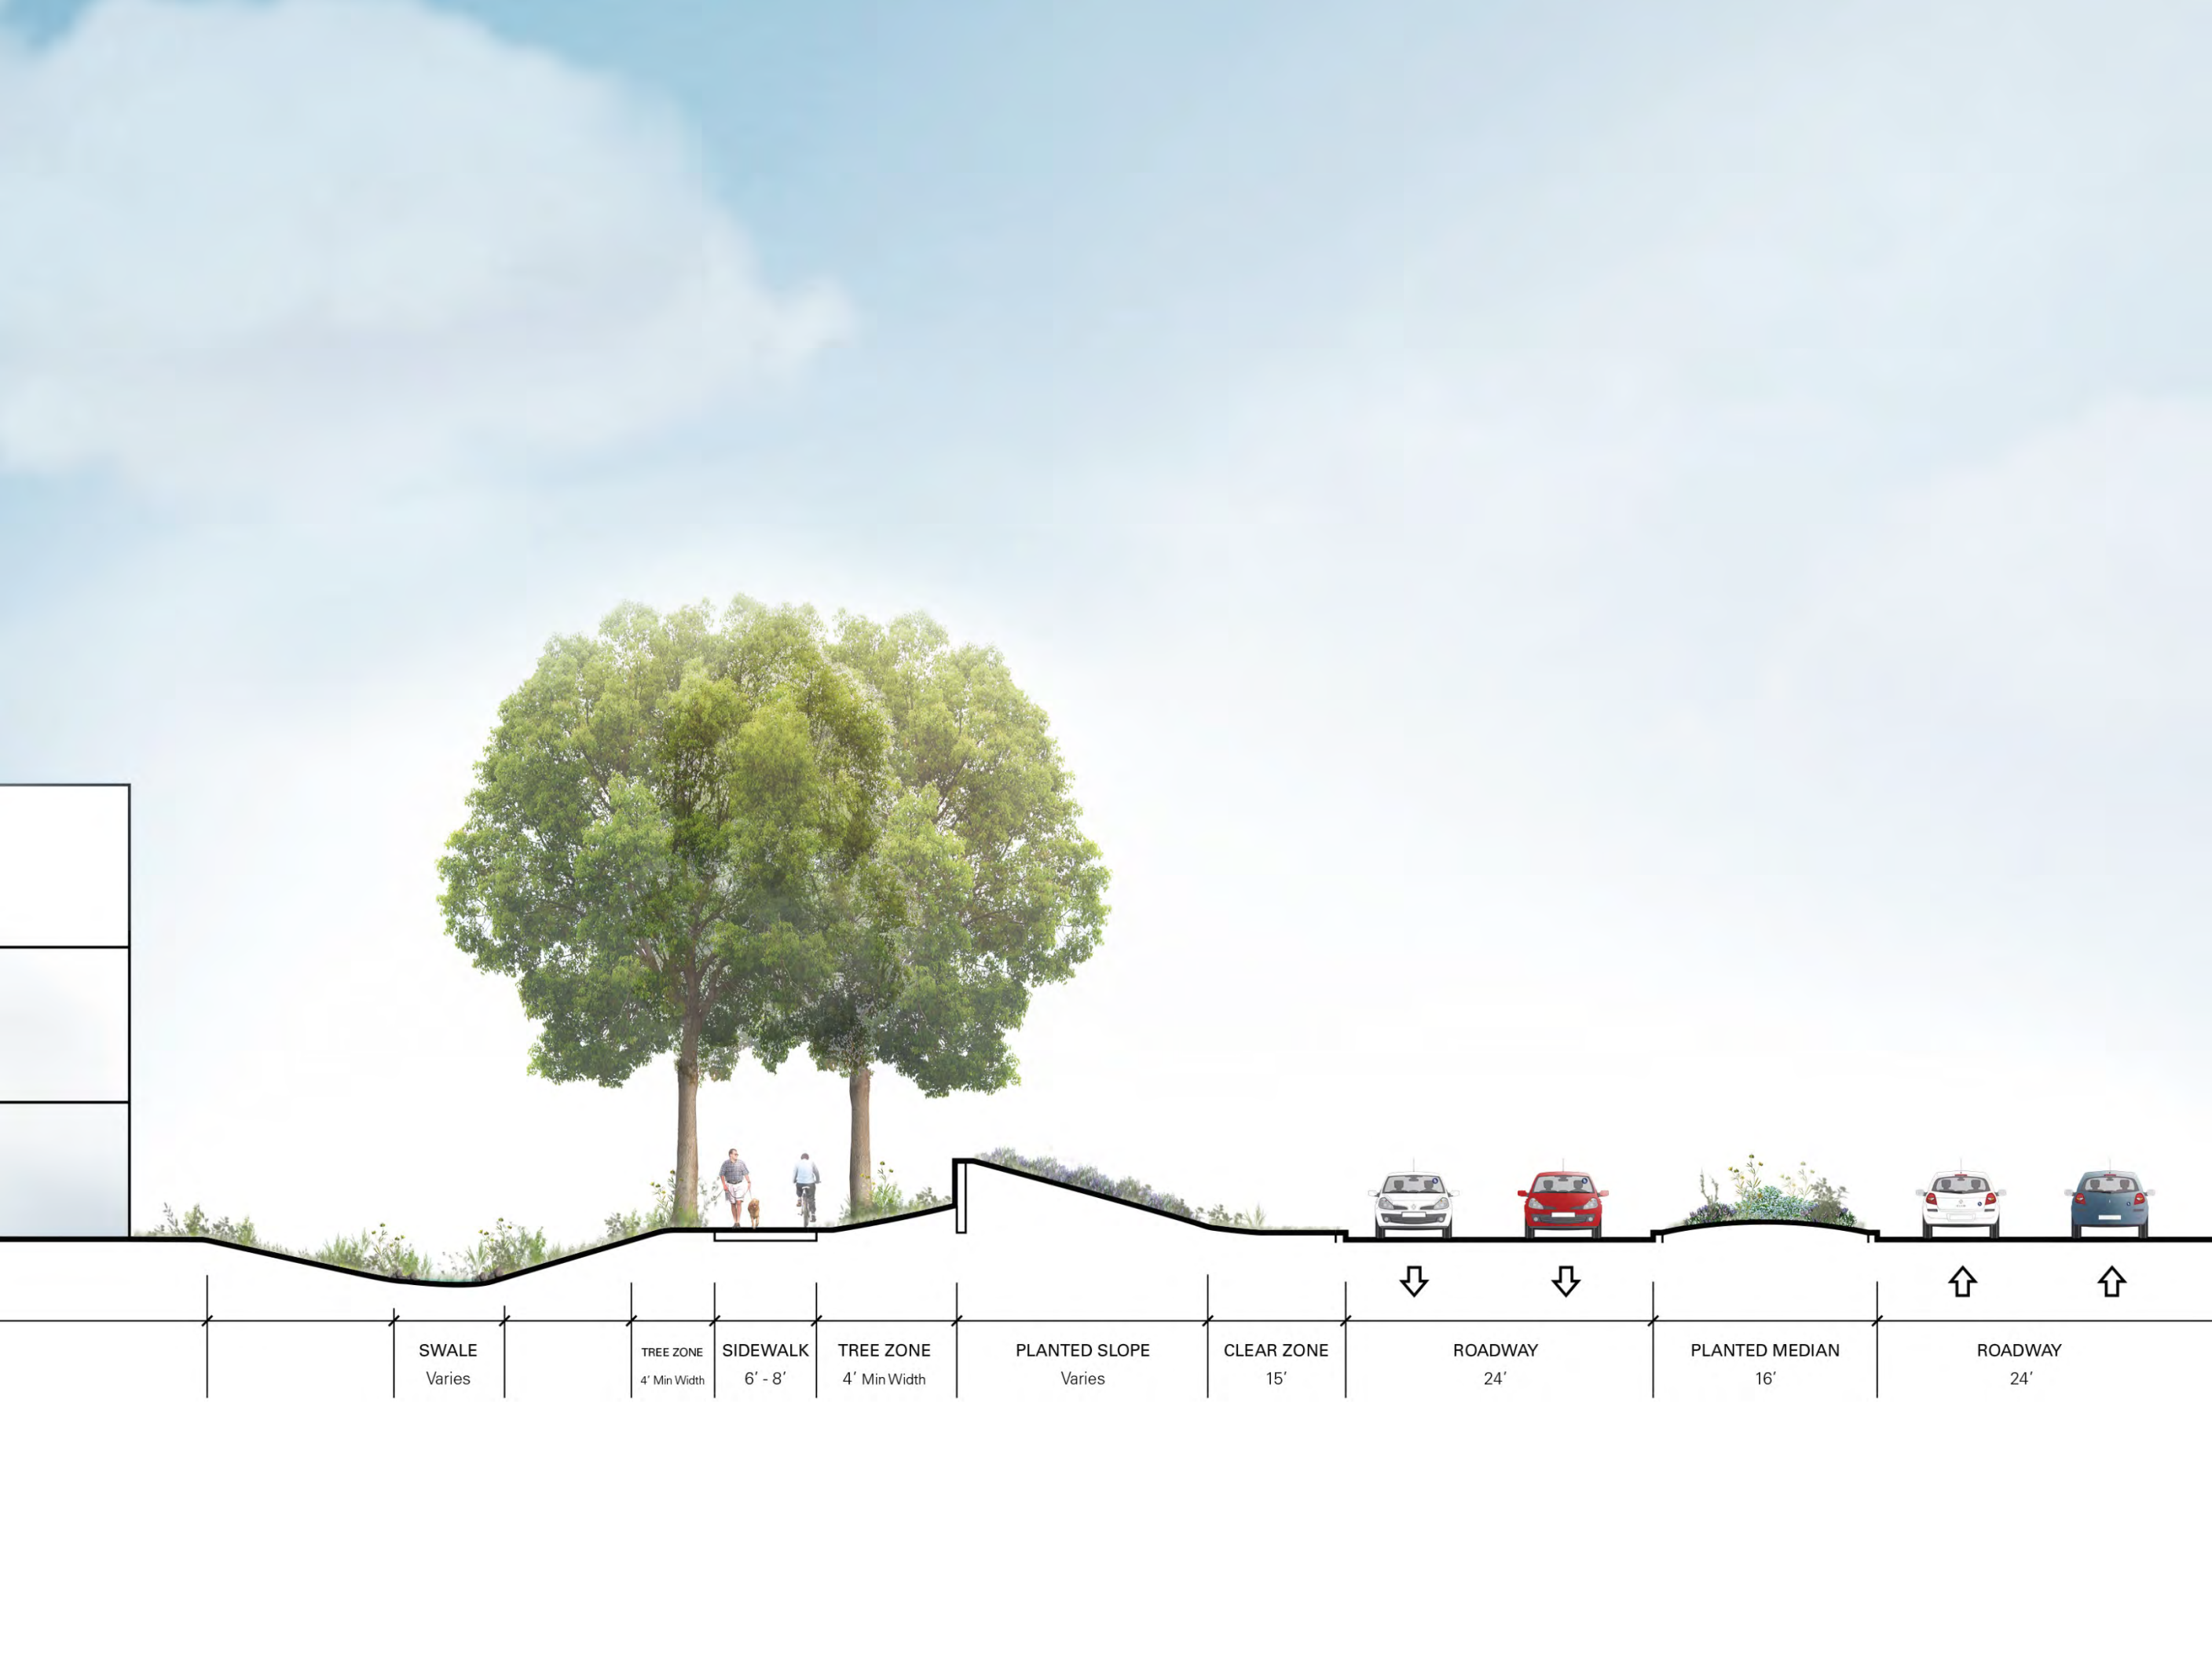 SWALE
Varies
TREE ZONE
4' Min Width
SIDEWALK
6' - 8'
TREE ZONE
4' Min Width
PLANTED SLOPE
Varies
CLEAR ZONE
15'
ROADWAY
24'
PLANTED MEDIAN
16'
ROADWAY
24'